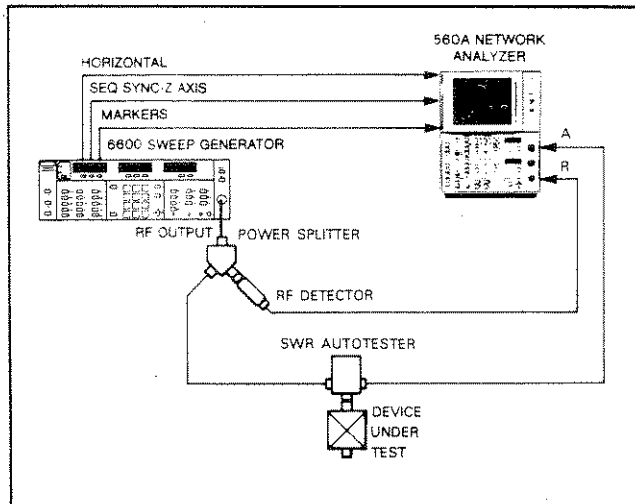 560A NETWORK
ANALYZER
HORIZONTAL
SEQ SYNC-Z AXIS
MARKERS
6600 SWEEP GENERATOR
A
R
RF OUTPUT
POWER SPLITTER
RF DETECTOR
SWR AUTOTESTER
DEVICE
UNDER
TEST